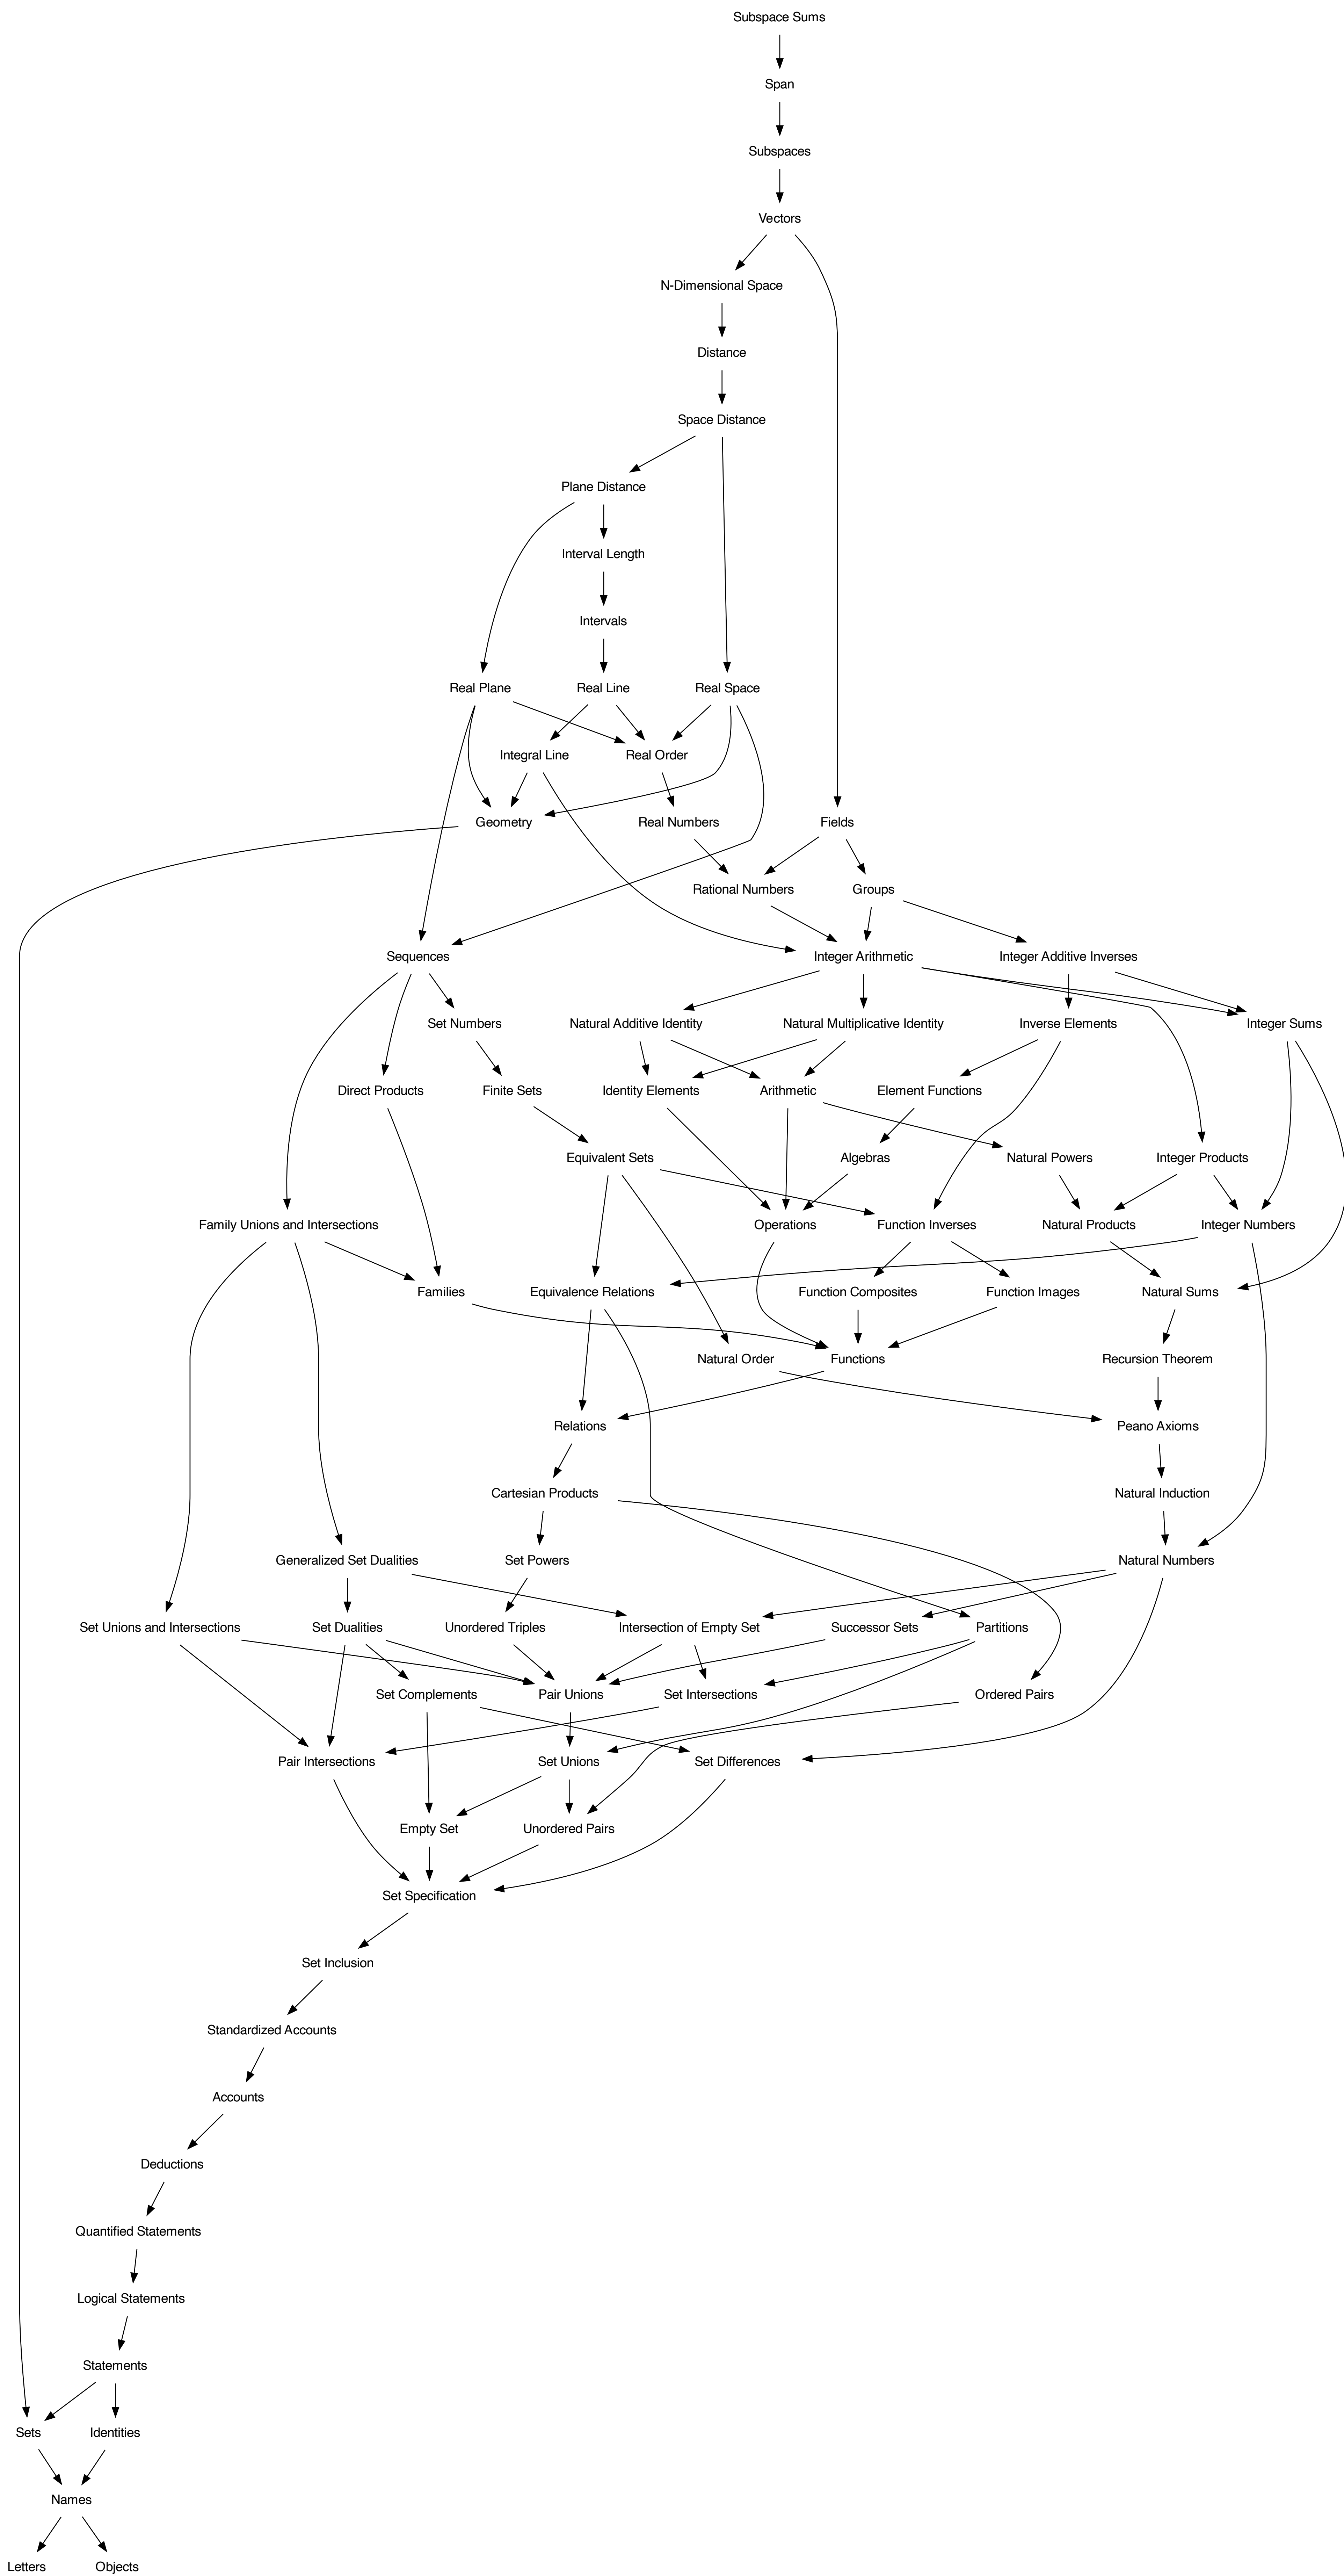 Subspace Sums
Span
Subspaces
Vectors
N-Dimensional Space
Distance
Space Distance
Plane Distance
Interval Length
Intervals
Real Plane
Real Line
Real Space
Integral Line
Real Order
Geometry
Real Numbers
Fields
Rational Numbers
Groups
Sequences
Integer Arithmetic
Integer Additive Inverses
Set Numbers
Natural Additive Identity
Natural Multiplicative Identity
Inverse Elements
Integer Sums
Direct Products
Finite Sets
Identity Elements
Arithmetic
Element Functions
Equivalent Sets
Algebras
Natural Powers
Integer Products
Family Unions and Intersections
Operations
Function Inverses
Natural Products
Integer Numbers
Families
Equivalence Relations
Function Composites
Function Images
Natural Sums
Natural Order
Functions
Recursion Theorem
Relations
Peano Axioms
Cartesian Products
Natural Induction
Generalized Set Dualities
Set Powers
Natural Numbers
Set Unions and Intersections
Set Dualities
Unordered Triples
Intersection of Empty Set
Successor Sets
Partitions
Set Complements
Pair Unions
Set Intersections
Ordered Pairs
Pair Intersections
Set Unions
Set Differences
Empty Set
Unordered Pairs
Set Specification
Set Inclusion
Standardized Accounts
Accounts
Deductions
Quantified Statements
Logical Statements
Statements
Sets
Identities
Names
Letters
Objects